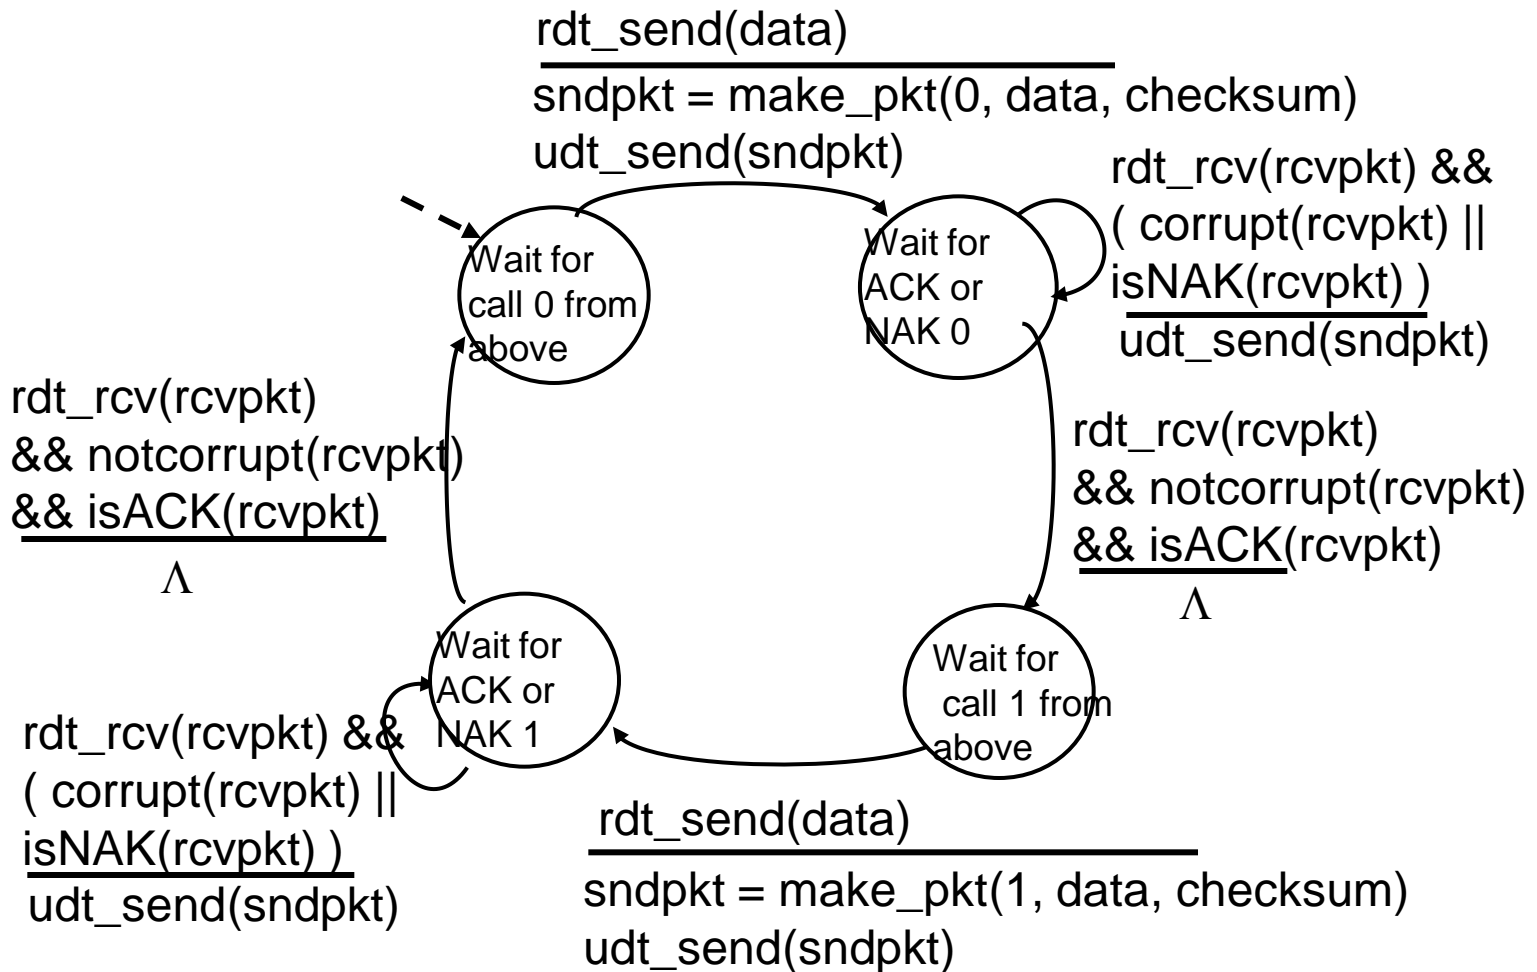 rdt_send(data)
sndpkt = make_pkt(0, data, checksum)
udt_send(sndpkt)
Wait for
call 0 from
above
Wait for
ACK or
NAK 0
rdt_rcv(rcvpkt) &&
( corrupt(rcvpkt) ||
isNAK(rcvpkt) )
udt_send(sndpkt)
rdt_rcv(rcvpkt)
&& notcorrupt(rcvpkt)
&& isACK(rcvpkt)
Λ
rdt_rcv(rcvpkt)
&& notcorrupt(rcvpkt)
&& isACK(rcvpkt)
Λ
Wait for
ACK or
NAK 1
Wait for
call 1 from
above
rdt_rcv(rcvpkt) &&
( corrupt(rcvpkt) ||
isNAK(rcvpkt) )
udt_send(sndpkt)
rdt_send(data)
sndpkt = make_pkt(1, data, checksum)
udt_send(sndpkt)